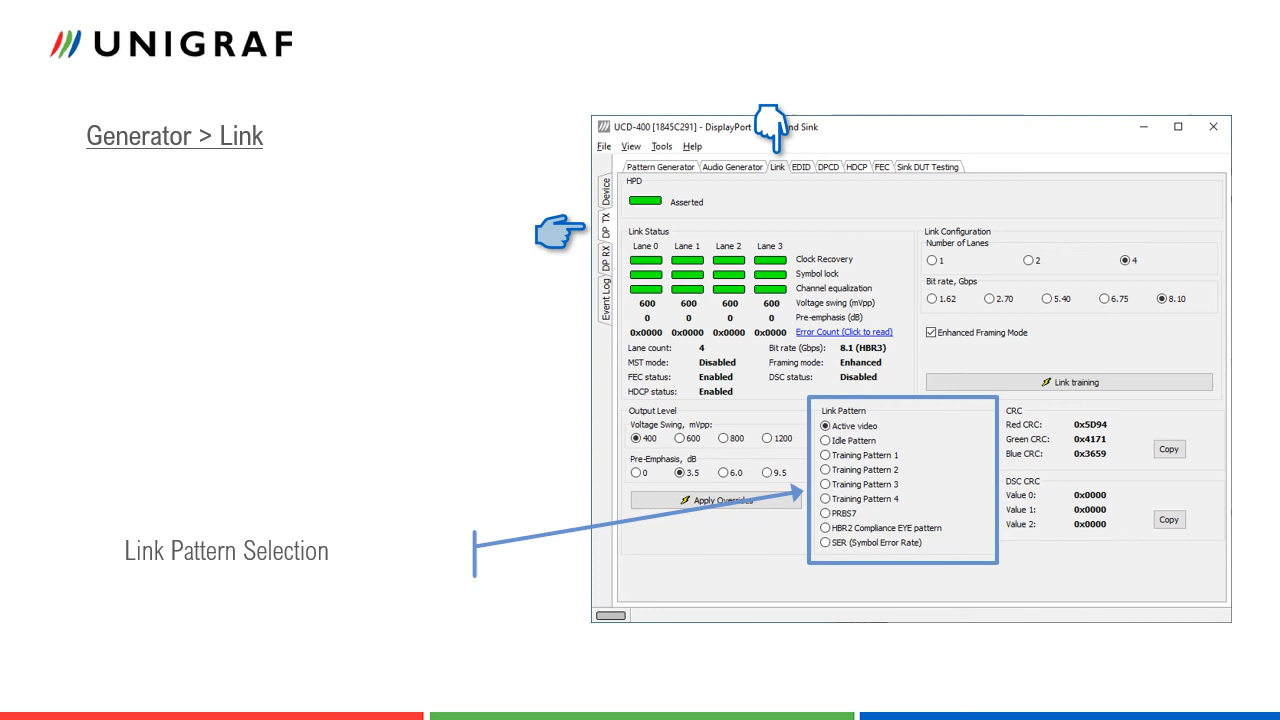 UNIGRAF
Generator > Link
UCD-400 [1845C291] - DisplayPort nd Sink
File View Tools Help
Pattern Generator Audio Generator Link EDID DPCD HDCP FEC Sink DUT Testing
Device
DP TX
DP RX
Event Log
HPD
Asserted
Link Status
Lane 0 Lane 1 Lane 2 Lane 3
Clock Recovery
Symbol lock
Channel equalization
600 600 600 600 Voltage swing (mVpp)
0 0 0 0 Pre-emphasis (dB)
0x0000 0x0000 0x0000 0x0000 Error Count (Click to read)
Lane count: 4 Bit rate (Gbps): 8.1 (HBR3)
MST mode: Disabled Framing mode: Enhanced
FEC status: Enabled DSC status: Disabled
HDCP status: Enabled
Link Configuration
Number of Lanes
1 2 4
Bit rate, Gbps
1.62 2.70 5.40 6.75 8.10
Enhanced Framing Mode
Link training
Output Level
Voltage Swing, mVpp:
400 600 800 1200
Pre-Emphasis, dB
0 3.5 6.0 9.5
Apply Overrides
Link Pattern
Active video
Idle Pattern
Training Pattern 1
Training Pattern 2
Training Pattern 3
Training Pattern 4
PRBS7
HBR2 Compliance EYE pattern
SER (Symbol Error Rate)
CRC
Red CRC: 0x5D94
Green CRC: 0x4171
Blue CRC: 0x3659
Copy
DSC CRC
Value 0: 0x0000
Value 1: 0x0000
Value 2: 0x0000
Copy
Link Pattern Selection